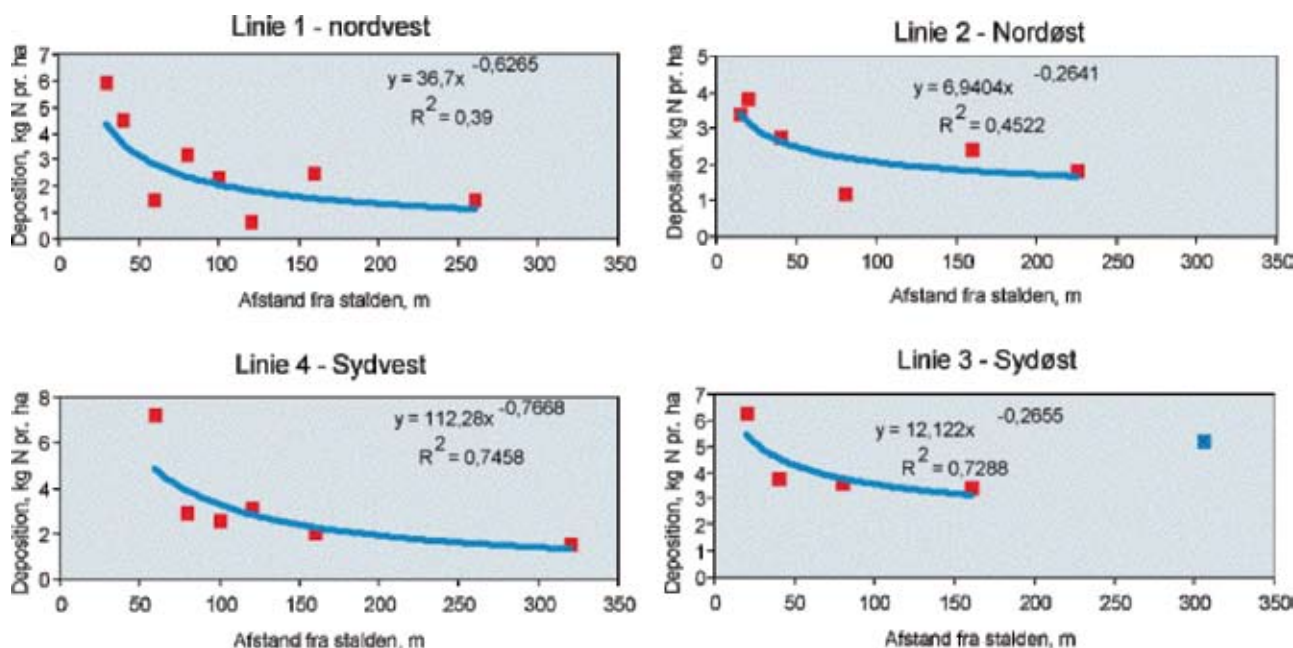 Linie 1 - nordvest
Deposition, kg N pr. ha
7
6
5
4
3
2
1
0
y = 36,7x -0,6265
R2 = 0,39
0 50 100 150 200 250 300 350
Afstand fra stalden, m
Linie 2 - Nordøst
Deposition. kg N pr. ha
5
4
3
2
1
0
y = 6,9404x -0,2641
R2 = 0,4522
0 50 100 150 200 250 300 350
Afstand fra stalden, m
Linie 4 - Sydvest
Deposition, kg N pr. ha
8
6
4
2
0
y = 112,28x -0,7668
R2 = 0,7458
0 50 100 150 200 250 300 350
Afstand fra stalden, m
Linie 3 - Sydøst
Deposition, kg N pr. ha
7
6
5
4
3
2
1
0
y = 12,122x -0,2655
R2 = 0,7288
0 50 100 150 200 250 300 350
Afstand fra stalden, m